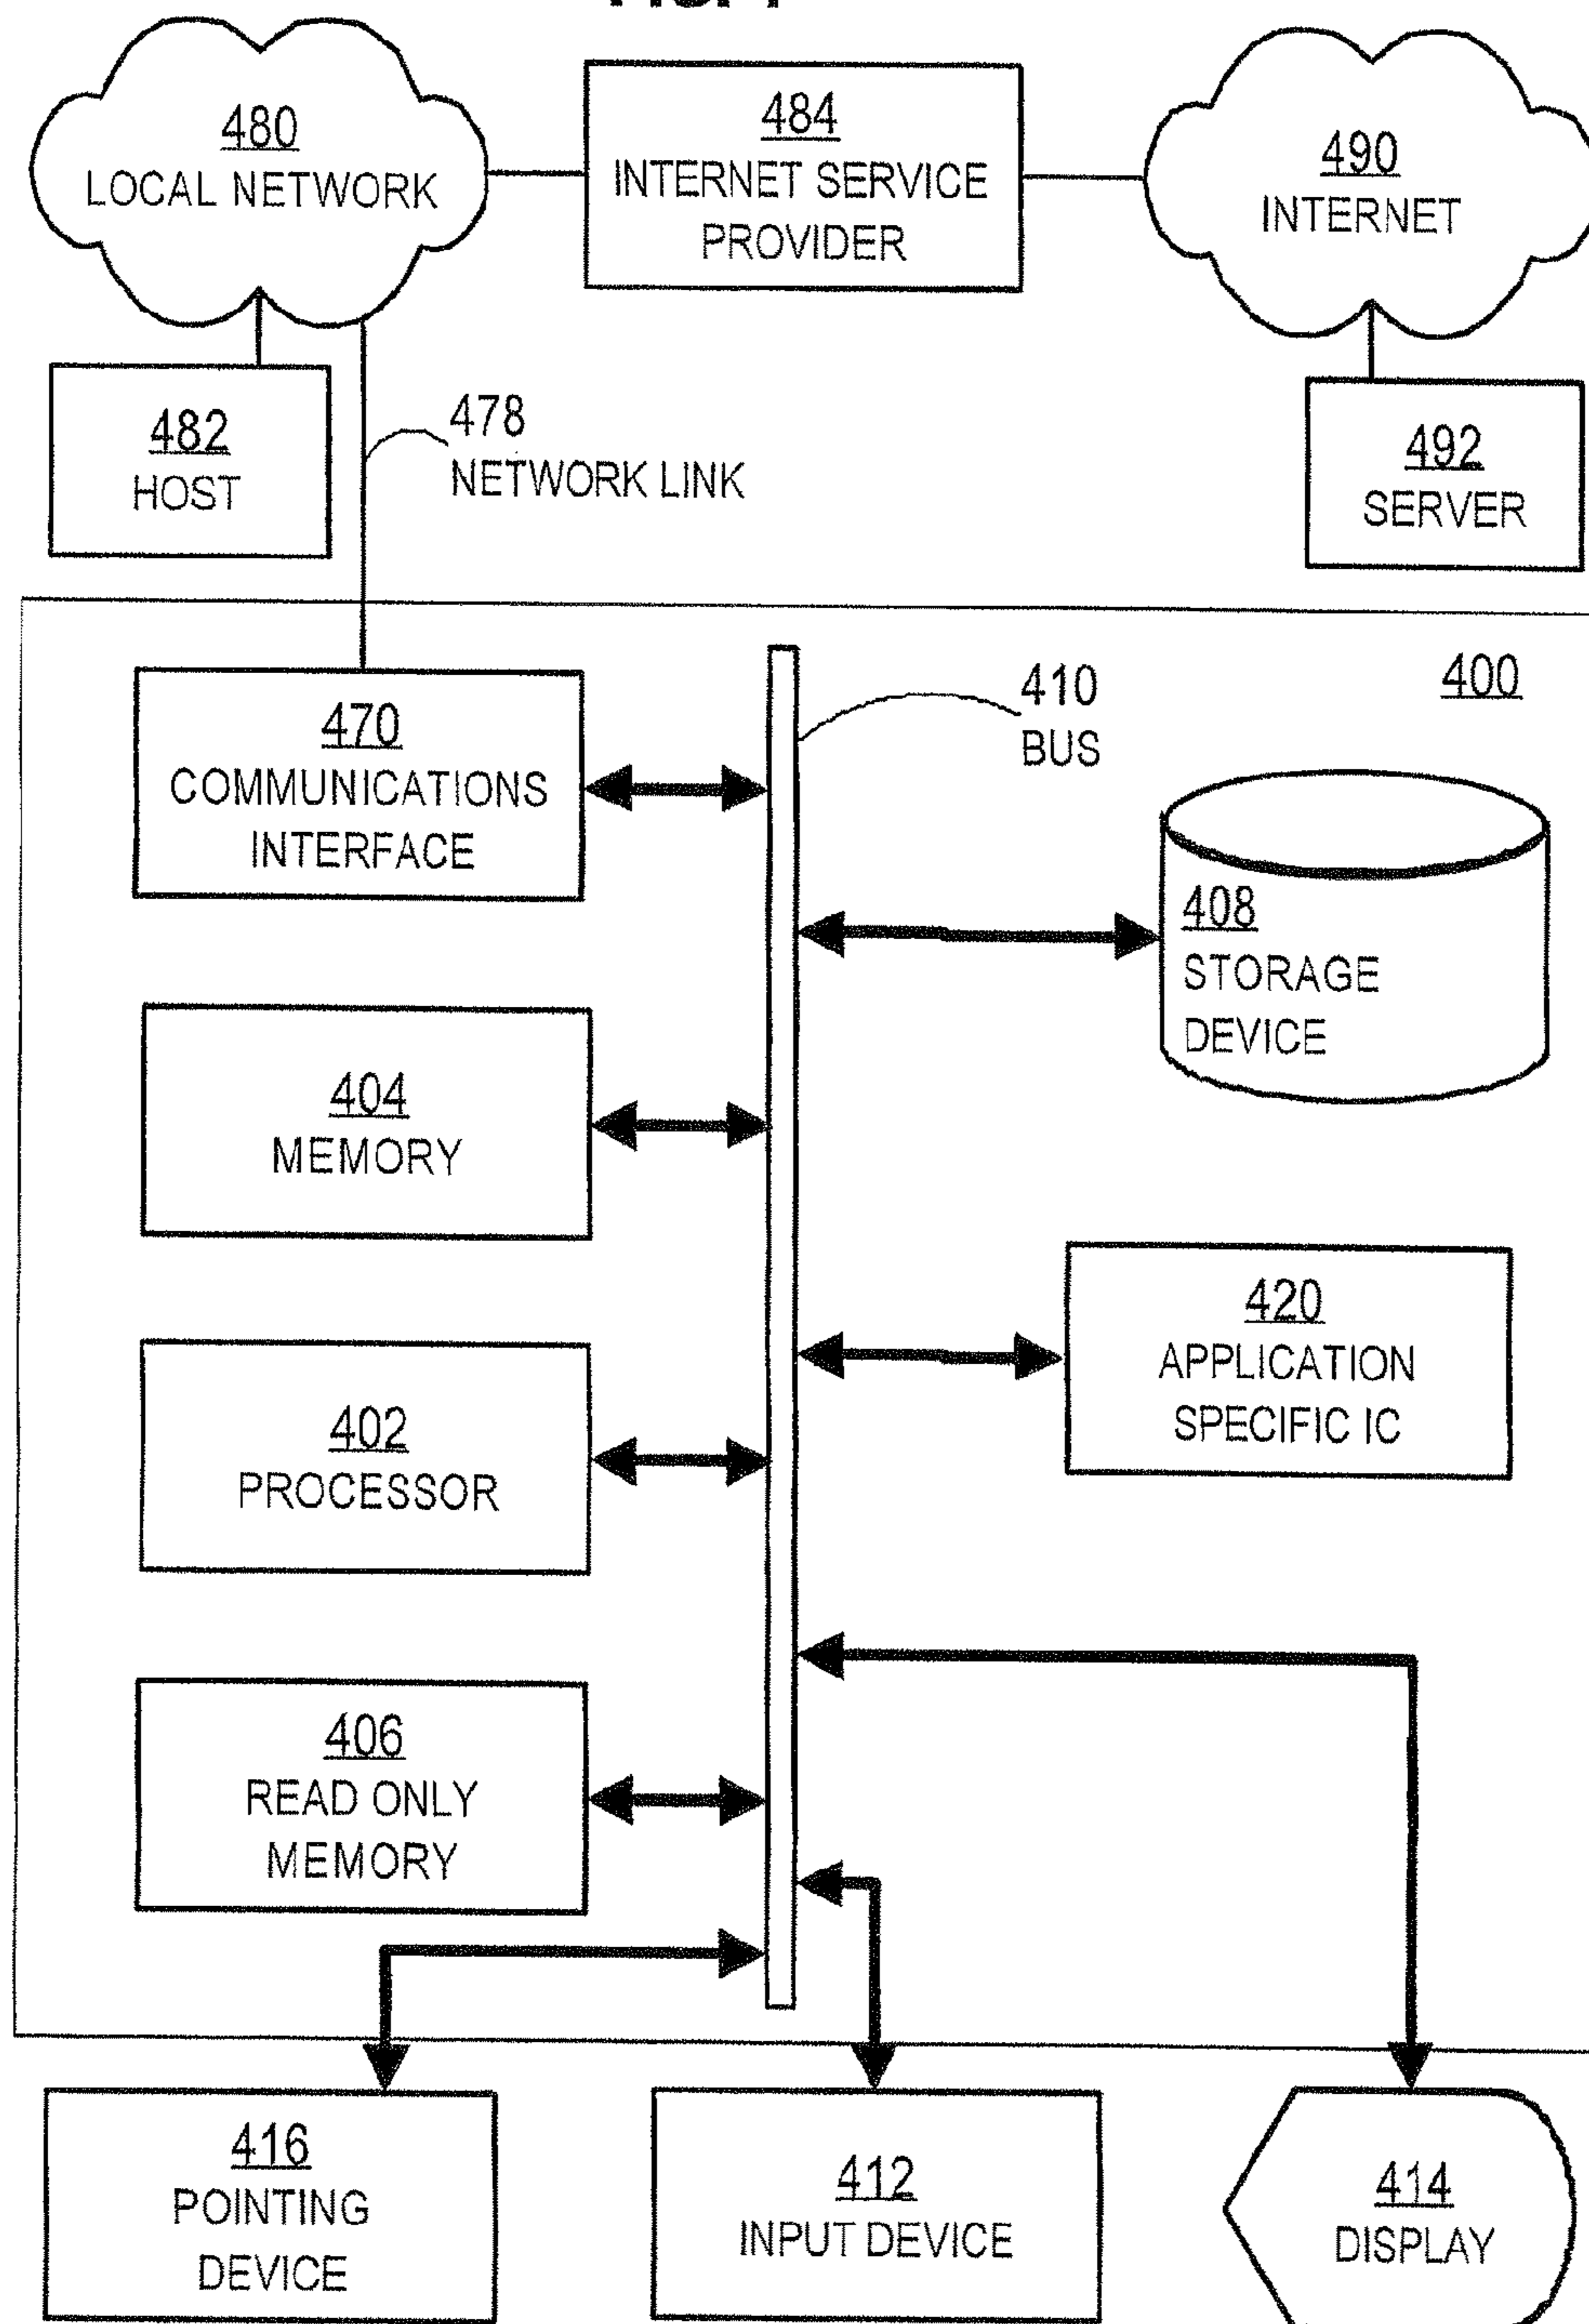 480
LOCAL NETWORK
484
INTERNET SERVICE
PROVIDER
490
INTERNET
482
HOST
478
NETWORK LINK
492
SERVER
400
470
COMMUNICATIONS
INTERFACE
410
BUS
408
STORAGE
DEVICE
404
MEMORY
420
APPLICATION
SPECIFIC IC
402
PROCESSOR
406
READ ONLY
MEMORY
416
POINTING
DEVICE
412
INPUT DEVICE
414
DISPLAY